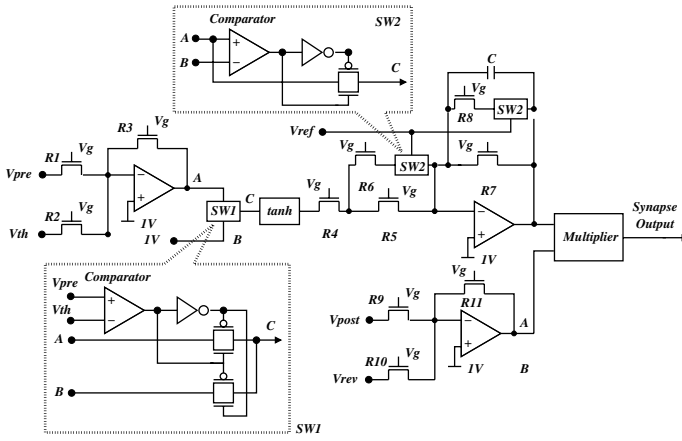 Comparator
SW2
A
B
+
−
C
C
Vg
R8
SW2
Vref
Vg
R3
Vg
R1
Vpre
Vg
R2
Vth
−
+
1V
A
SW1
C
1V
B
tanh
Vg
R4
Vg
R6
SW2
Vg
R5
Vg
R7
−
+
1V
Multiplier
Synapse
Output
Comparator
Vpre
Vth
+
−
A
B
C
SW1
Vg
R9
Vpost
Vg
R10
Vrev
Vg
R11
−
+
1V
A
B